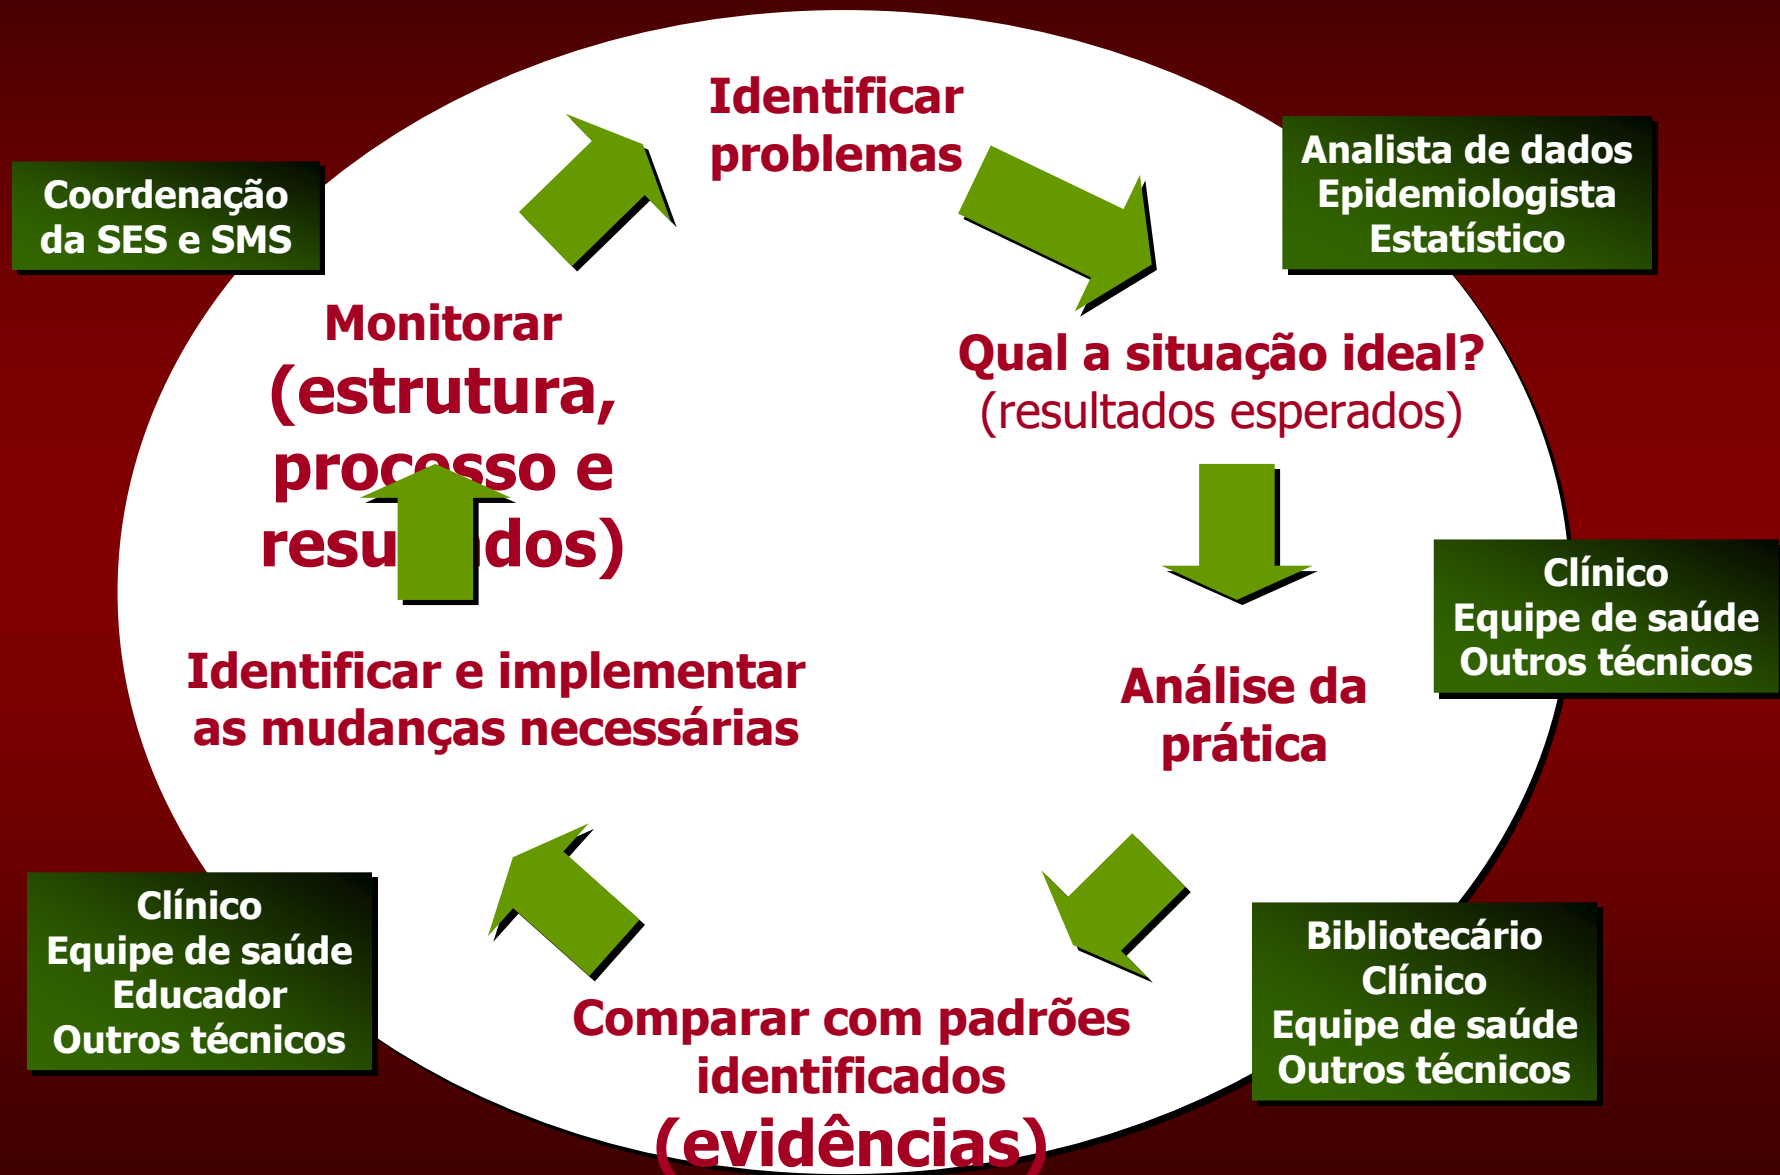 Identificar
problemas
Analista de dados
Epidemiologista
Estatístico
Coordenação
da SES e SMS
Monitorar
(estrutura,
processo e
resultados)
Qual a situação ideal?
(resultados esperados)
Clínico
Equipe de saúde
Outros técnicos
Identificar e implementar
as mudanças necessárias
Análise da
prática
Clínico
Equipe de saúde
Educador
Outros técnicos
Bibliotecário
Clínico
Equipe de saúde
Outros técnicos
Comparar com padrões
identificados
(evidências)